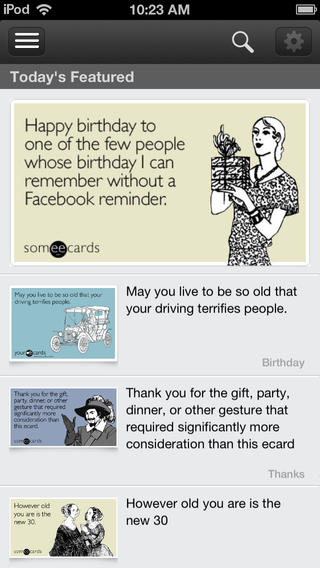 iPod
10:23 AM
Today's Featured
Happy birthday to
one of the few people
whose birthday I can
remember without a
Facebook reminder.
someecards
May you live to be so old that your
driving terrifies people.
yourecards
May you live to be so old that
your driving terrifies people.
Birthday
Thank you for the gift, party,
dinner, or other gesture that
required significantly more
consideration than this
ecard.
someecards
Thank you for the gift, party,
dinner, or other gesture that
required significantly more
consideration than this ecard
Thanks
However old
you are is the
new 30.
someecards
However old you are is the
new 30